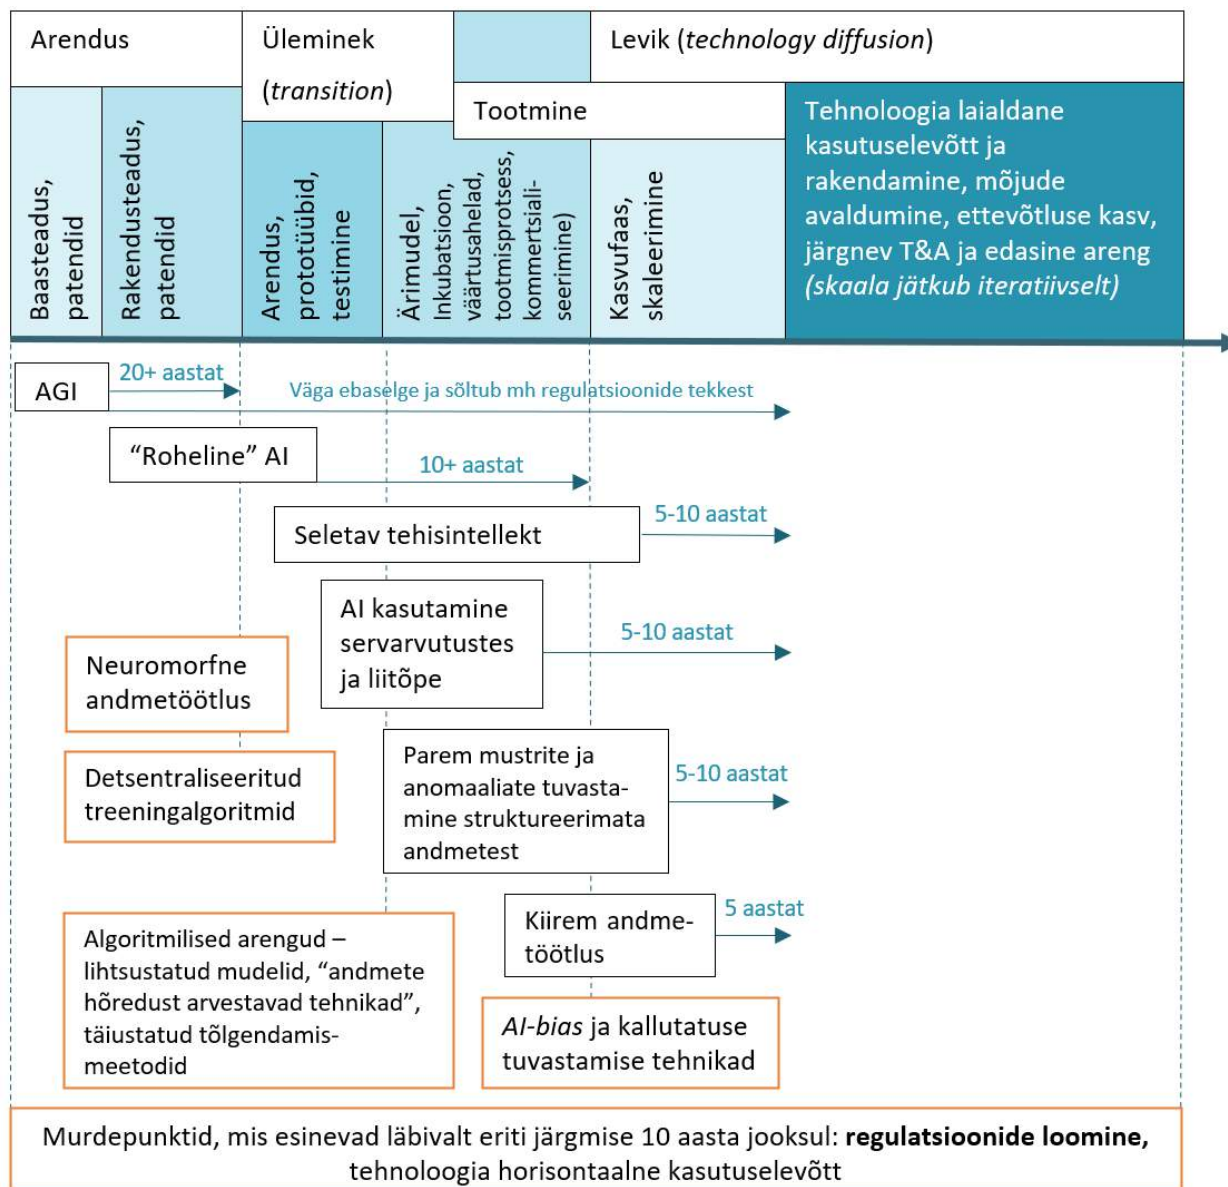 Arendus
Üleminek
(transition)
Levik (technology diffusion)
Tootmine
Baasteadus,
patendid
Rakendusteadus,
patendid
Arendus,
prototüübid,
testimine
Ärimudel,
Inkubatsioon,
väärtusahelad,
tootmisprotsess,
kommertsiali-
seerimine)
Kasvufaas,
skaleerimine
Tehnoloogia laialdane
kasutuselevõtt ja
rakendamine, mõjude
avaldumine, ettevõtluse kasv,
järgnev T&A ja edasine areng
(skaala jätkub iteratiivselt)
AGI
20+ aastat
Väga ebaselge ja sõltub mh regulatsioonide tekkest
“Roheline” AI
10+ aastat
Seletav tehisintellekt
5-10 aastat
AI kasutamine
servarvutustes
ja liitõpe
5-10 aastat
Neuromorfne
andmetöötlus
Detsentraliseeritud
treeningalgoritmid
Parem mustrite ja
anomaaliate tuvasta-
mine struktureerimata
andmetest
5-10 aastat
Kiirem andme-
töötlus
5 aastat
Algoritmilised arengud –
lihtsustatud mudelid, “andmete
hõredust arvestavad tehnikad”,
täiustatud tõlgendamis-
meetodid
AI-bias ja kallutatuse
tuvastamise tehnikad
Murdepunktid, mis esinevad läbivalt eriti järgmise 10 aasta jooksul: regulatsioonide loomine,
tehnoloogia horisontaalne kasutuselevõtt